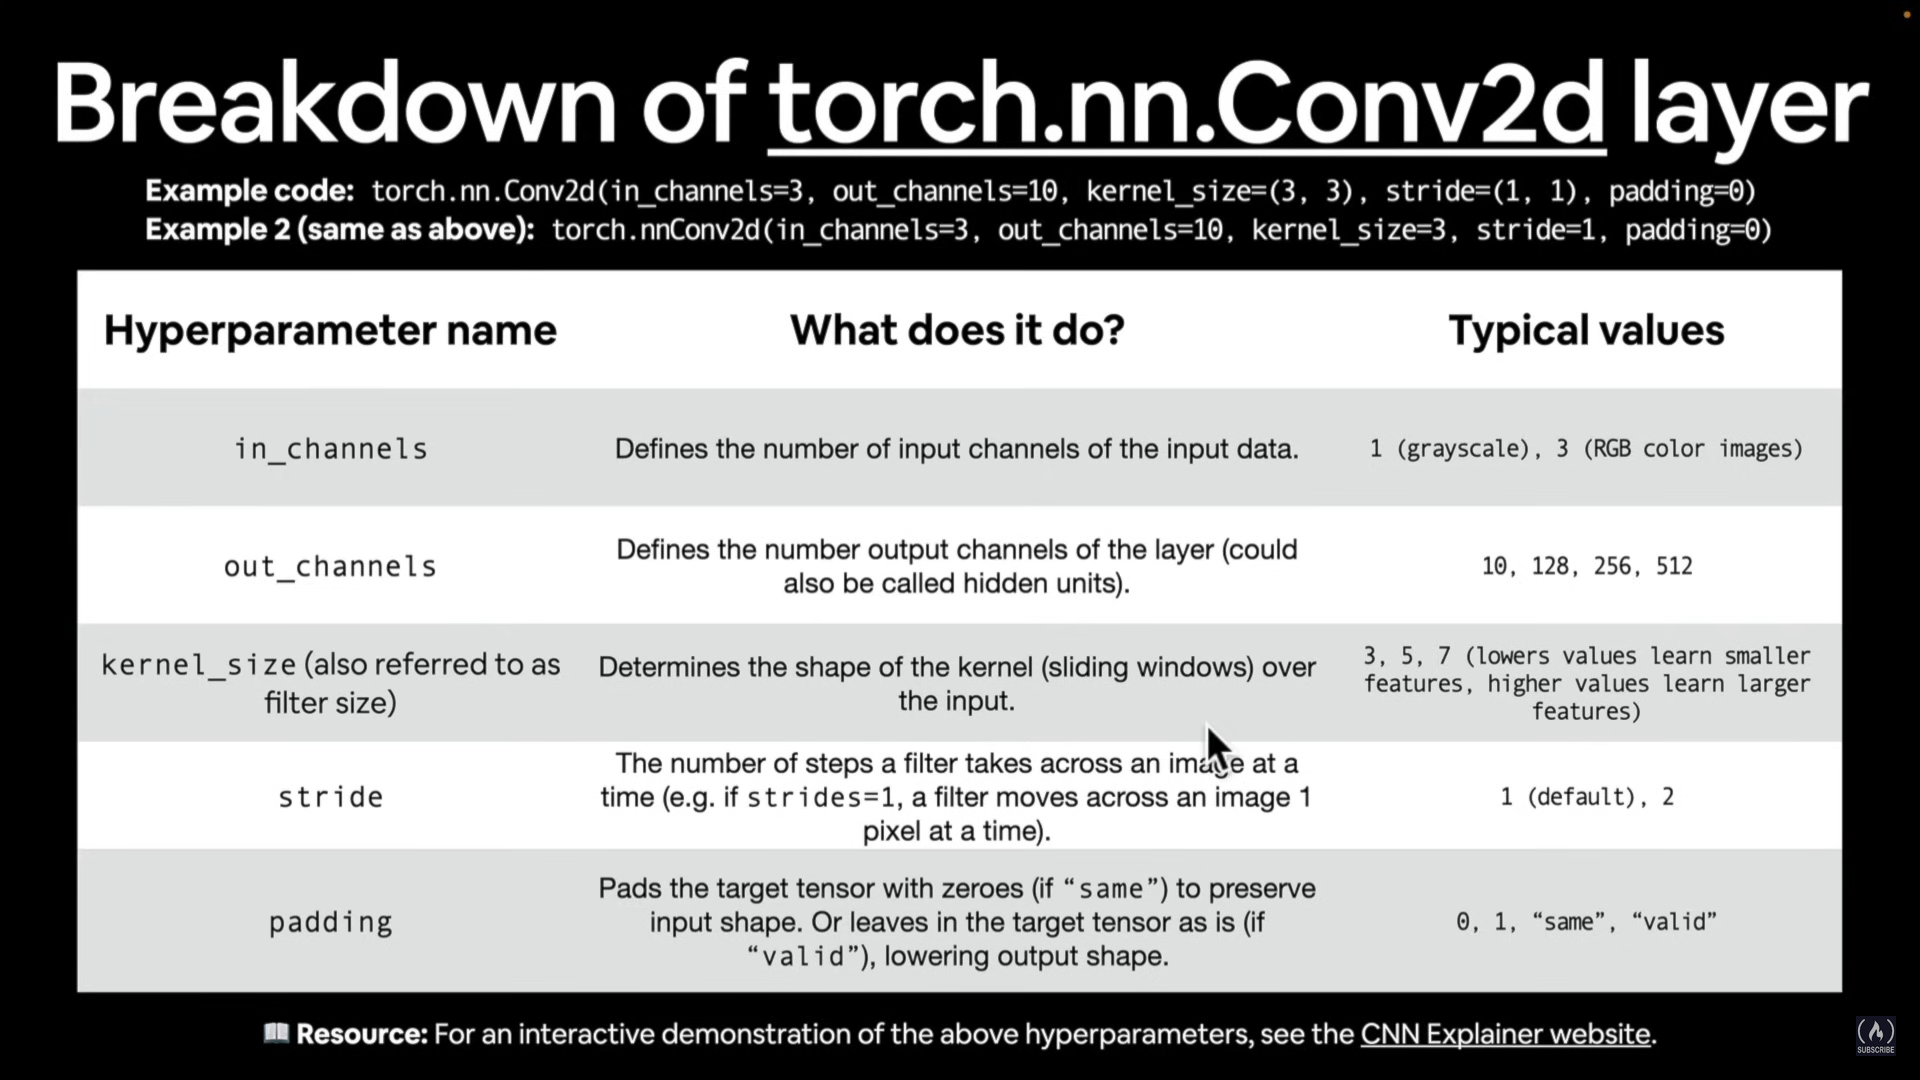 Breakdown of torch.nn.Conv2d layer
Example code: torch.nn.Conv2d(in_channels=3, out_channels=10, kernel_size=(3, 3), stride=(1, 1), padding=0)
Example 2 (same as above): torch.nnConv2d(in_channels=3, out_channels=10, kernel_size=3, stride=1, padding=0)
Hyperparameter name What does it do? Typical values
in_channels Defines the number of input channels of the input data. 1 (grayscale), 3 (RGB color images)
out_channels
Defines the number output channels of the layer (could
also be called hidden units).
10, 128, 256, 512
kernel_size (also referred to as
filter size)
Determines the shape of the kernel (sliding windows) over
the input.
3, 5, 7 (lowers values learn smaller
features, higher values learn larger
features)
stride
The number of steps a filter takes across an image at a
time (e.g. if strides=1, a filter moves across an image 1
pixel at a time).
1 (default), 2
padding
Pads the target tensor with zeroes (if “same”) to preserve
input shape. Or leaves in the target tensor as is (if
“valid”), lowering output shape.
0, 1, “same”, “valid”
📖 Resource: For an interactive demonstration of the above hyperparameters, see the CNN Explainer website.
SUBSCRIBE